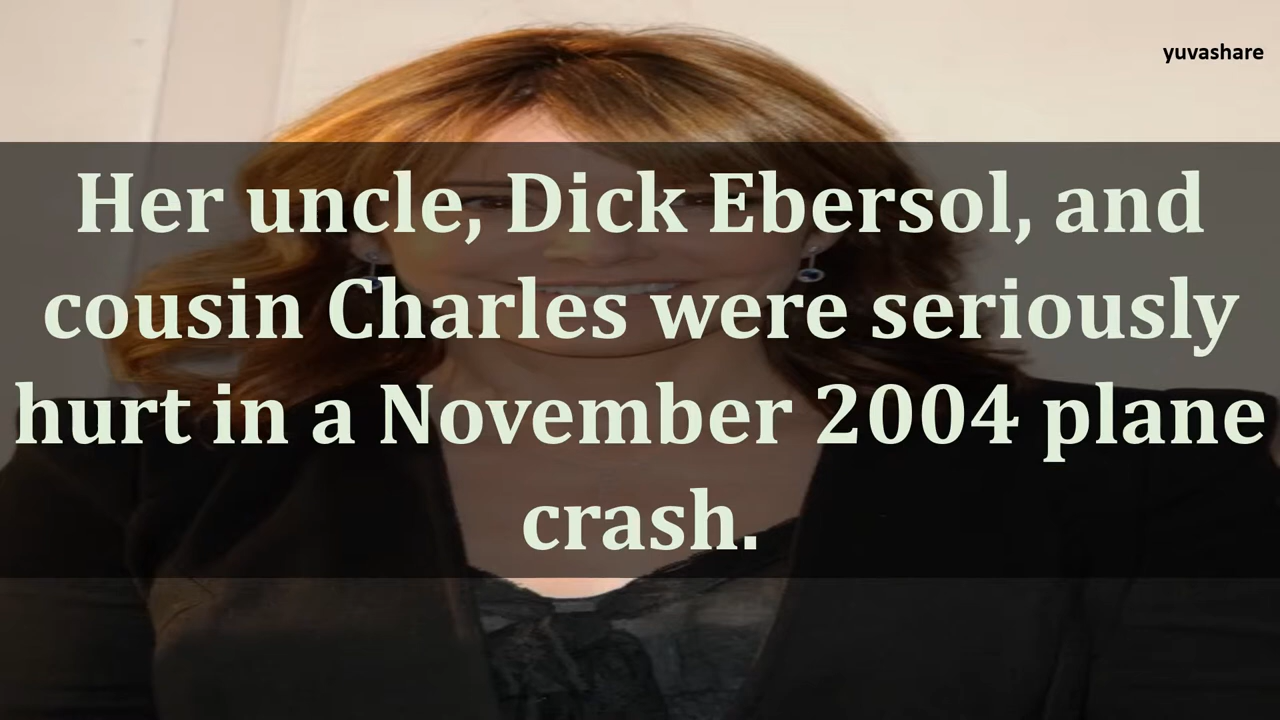 yuvashare
Her uncle, Dick Ebersol, and
cousin Charles were seriously
hurt in a November 2004 plane
crash.